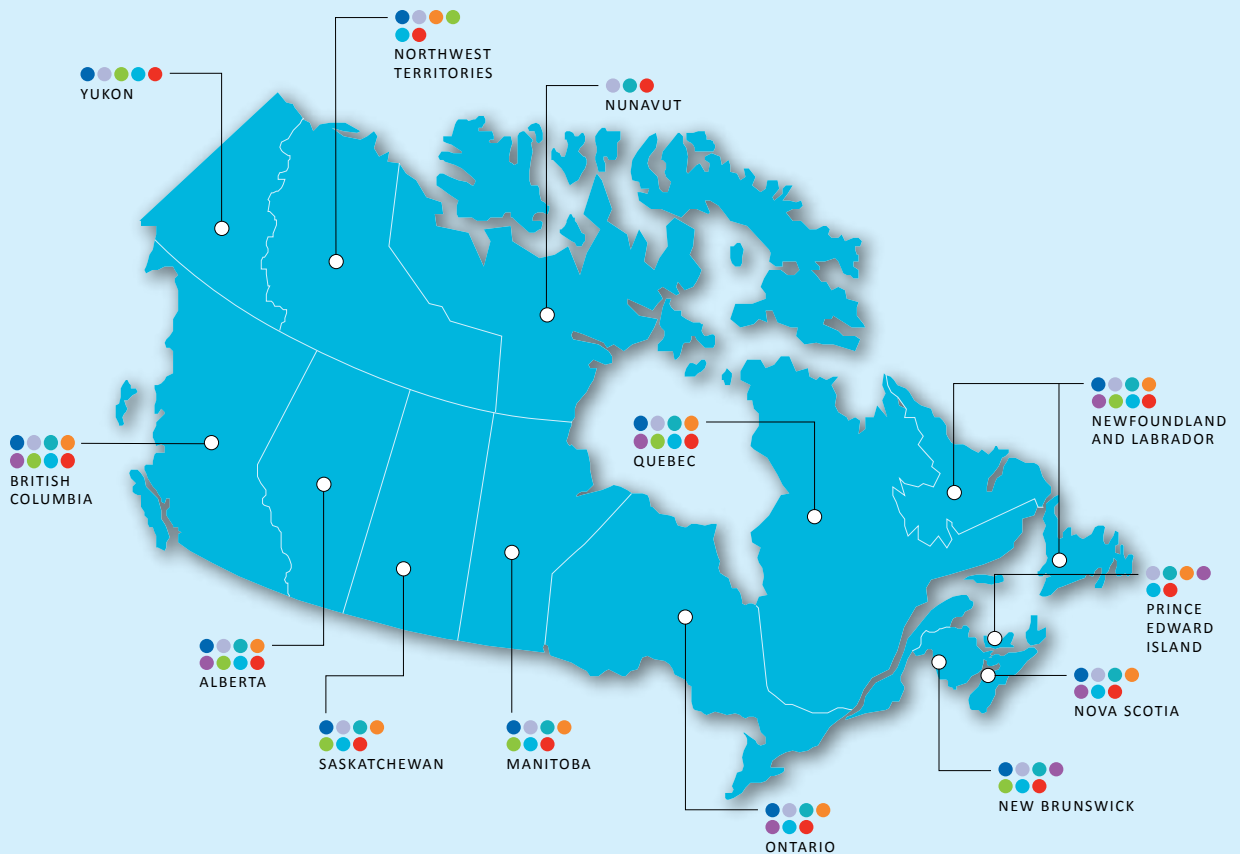 NORTHWEST
TERRITORIES
YUKON
NUNAVUT
NEWFOUNDLAND
AND LABRADOR
QUEBEC
BRITISH
COLUMBIA
PRINCE
EDWARD
ISLAND
ALBERTA
NOVA SCOTIA
SASKATCHEWAN
MANITOBA
NEW BRUNSWICK
ONTARIO